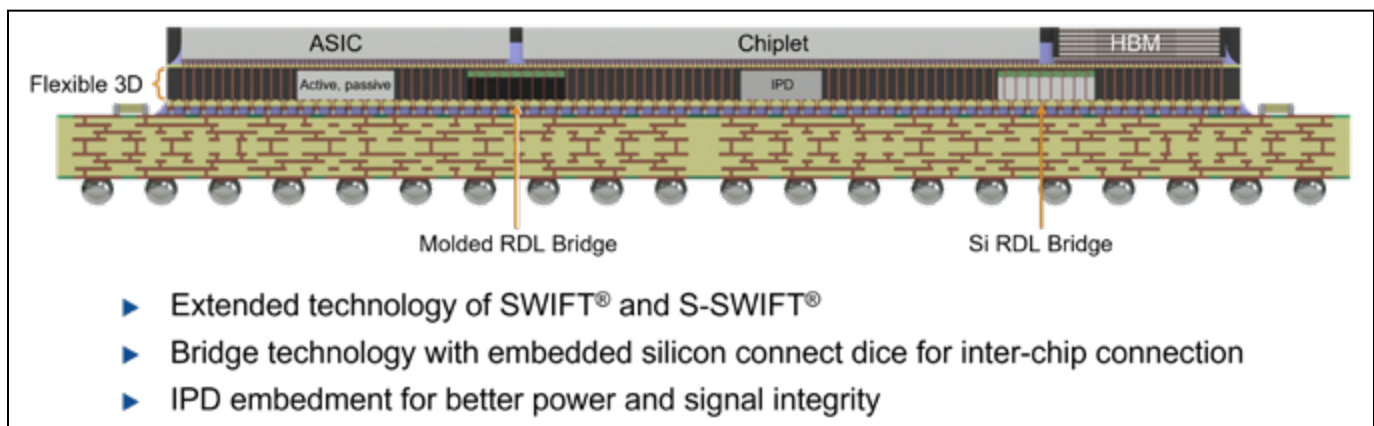 ASIC
Chiplet
HBM
Flexible 3D
Active, passive
IPD
Molded RDL Bridge
Si RDL Bridge
► Extended technology of SWIFT® and S-SWIFT®
► Bridge technology with embedded silicon connect dice for inter-chip connection
► IPD embedment for better power and signal integrity